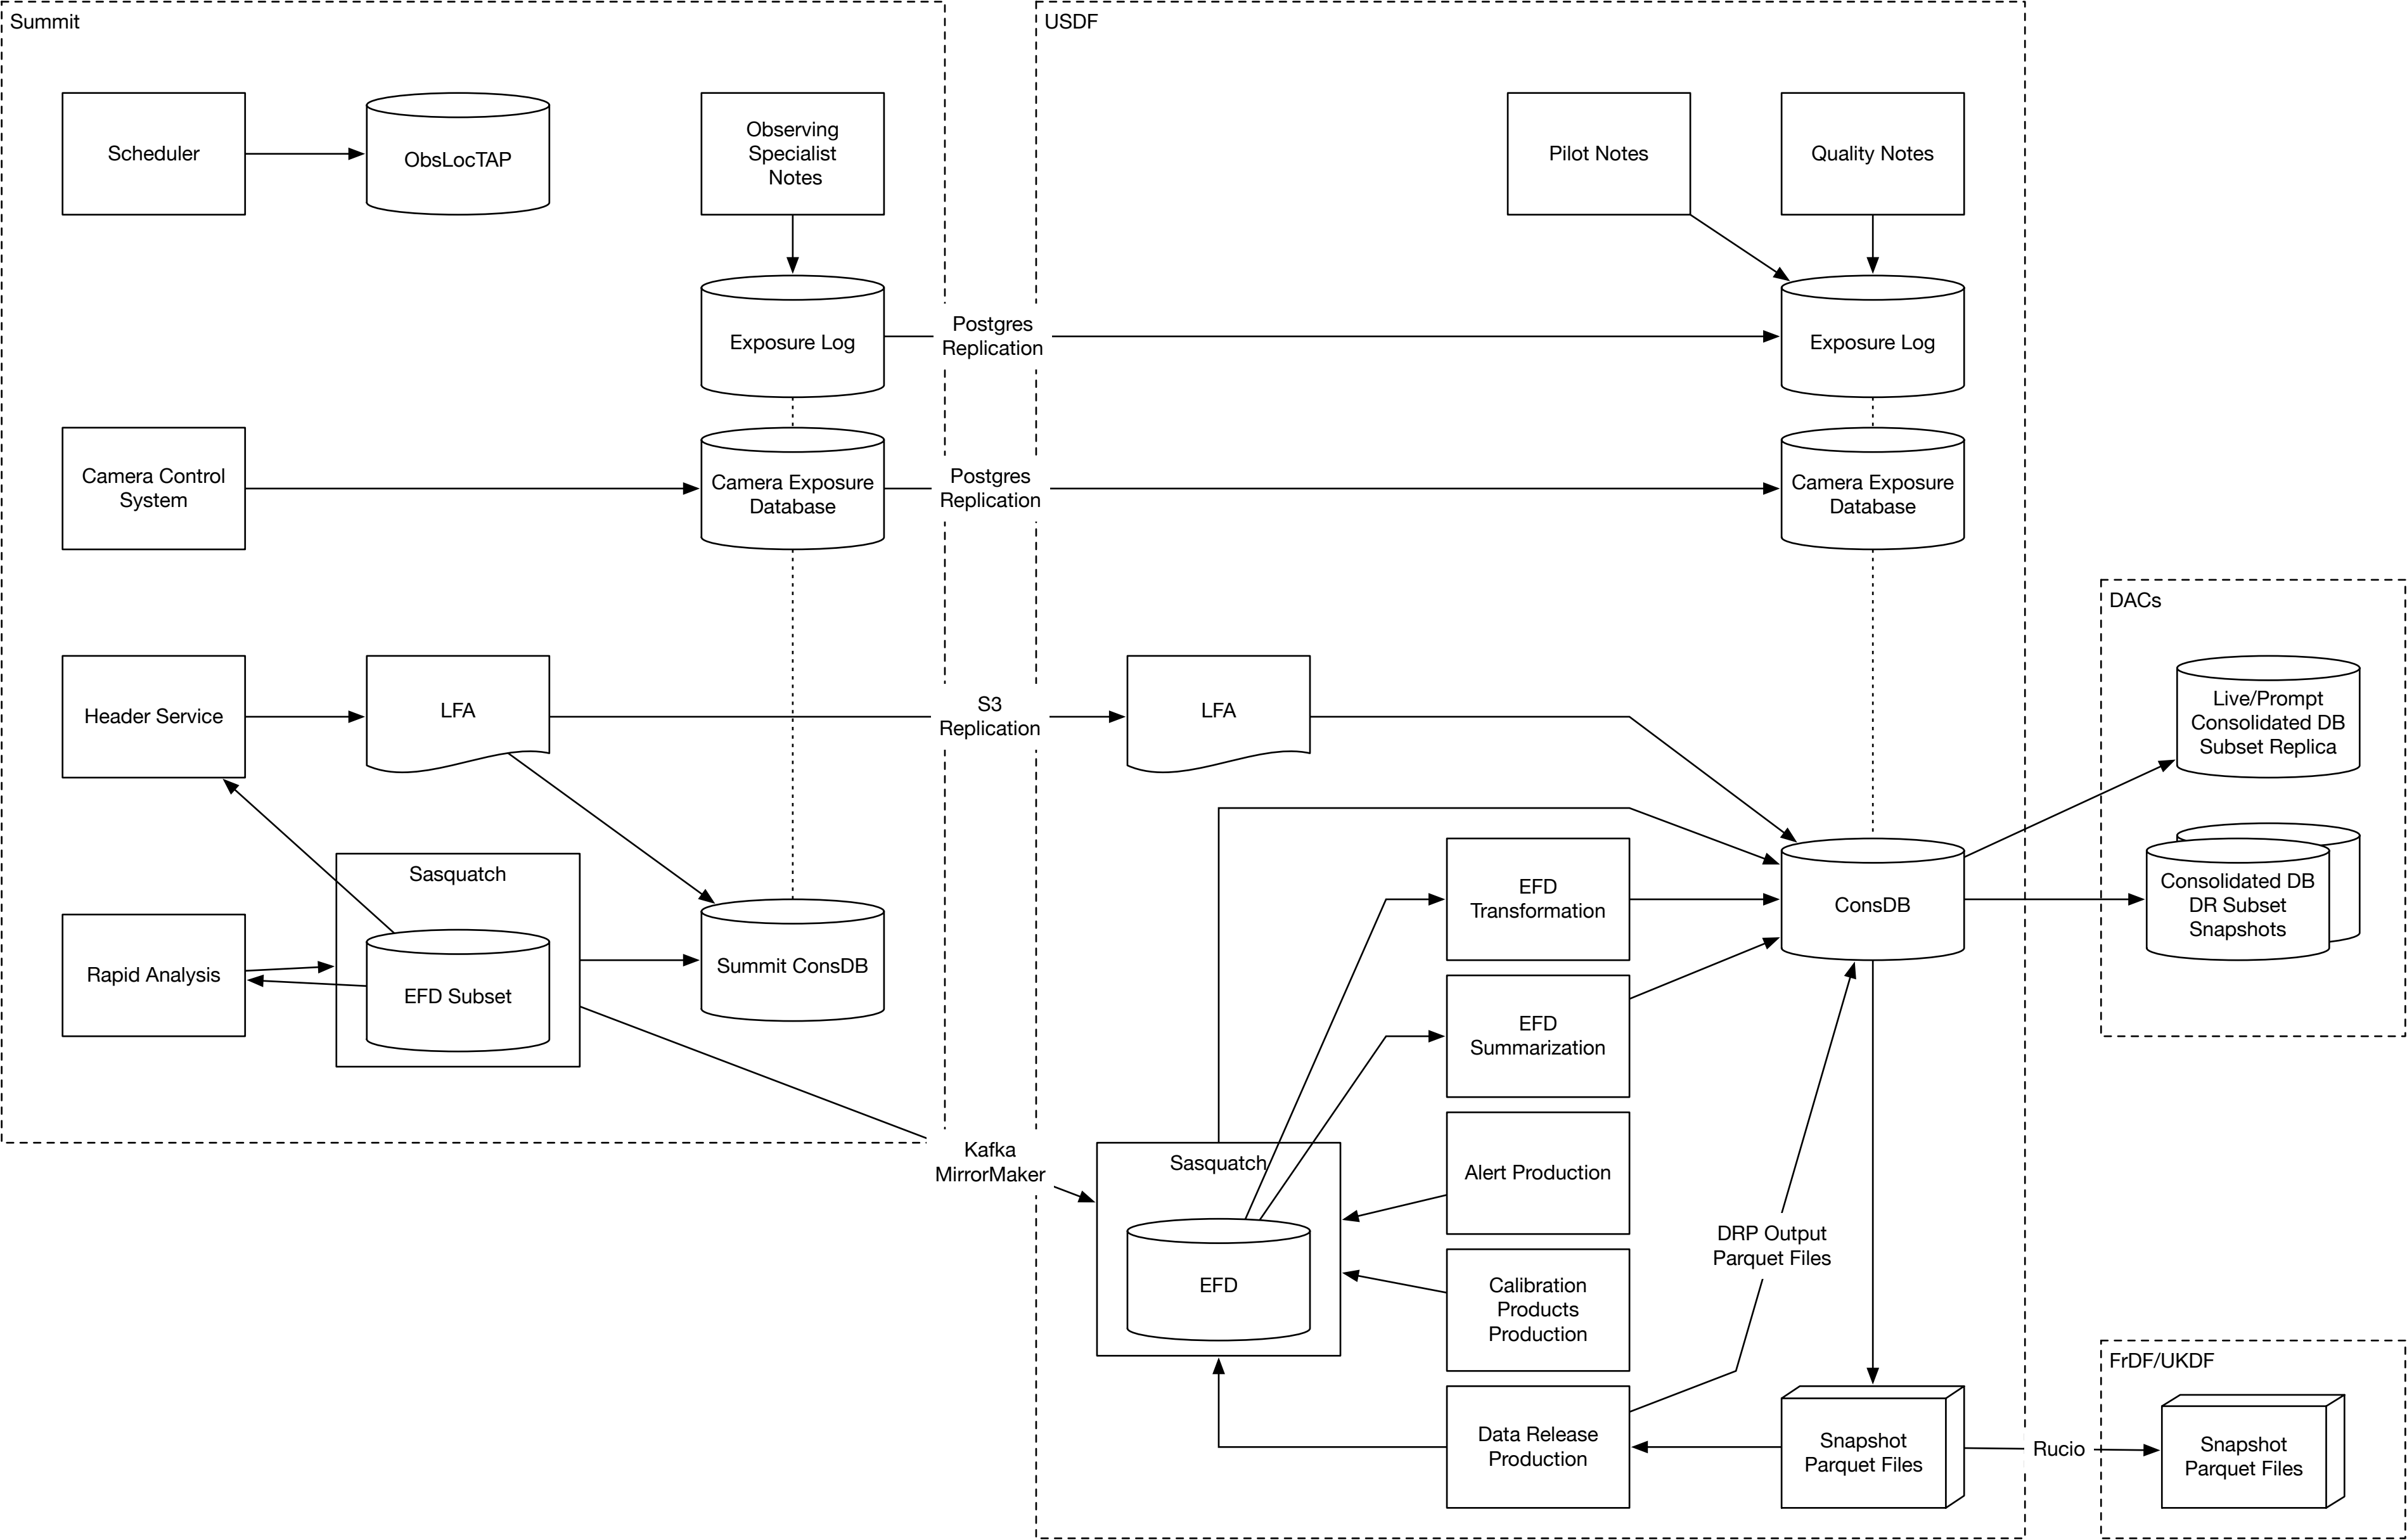 Summit
USDF
Scheduler
ObsLocTAP
Observing
Specialist
Notes
Pilot Notes
Quality Notes
Exposure Log
Postgres
Replication
Exposure Log
Camera Control
System
Camera Exposure
Database
Postgres
Replication
Camera Exposure
Database
DACs
Header Service
LFA
S3
Replication
LFA
Live/Prompt
Consolidated DB
Subset Replica
Sasquatch
EFD
Transformation
ConsDB
Consolidated DB
DR Subset
Snapshots
Rapid Analysis
EFD Subset
Summit ConsDB
EFD
Summarization
Kafka
MirrorMaker
Sasquatch
Alert Production
DRP Output
Parquet Files
EFD
Calibration
Products
Production
FrDF/UKDF
Data Release
Production
Snapshot
Parquet Files
Rucio
Snapshot
Parquet Files